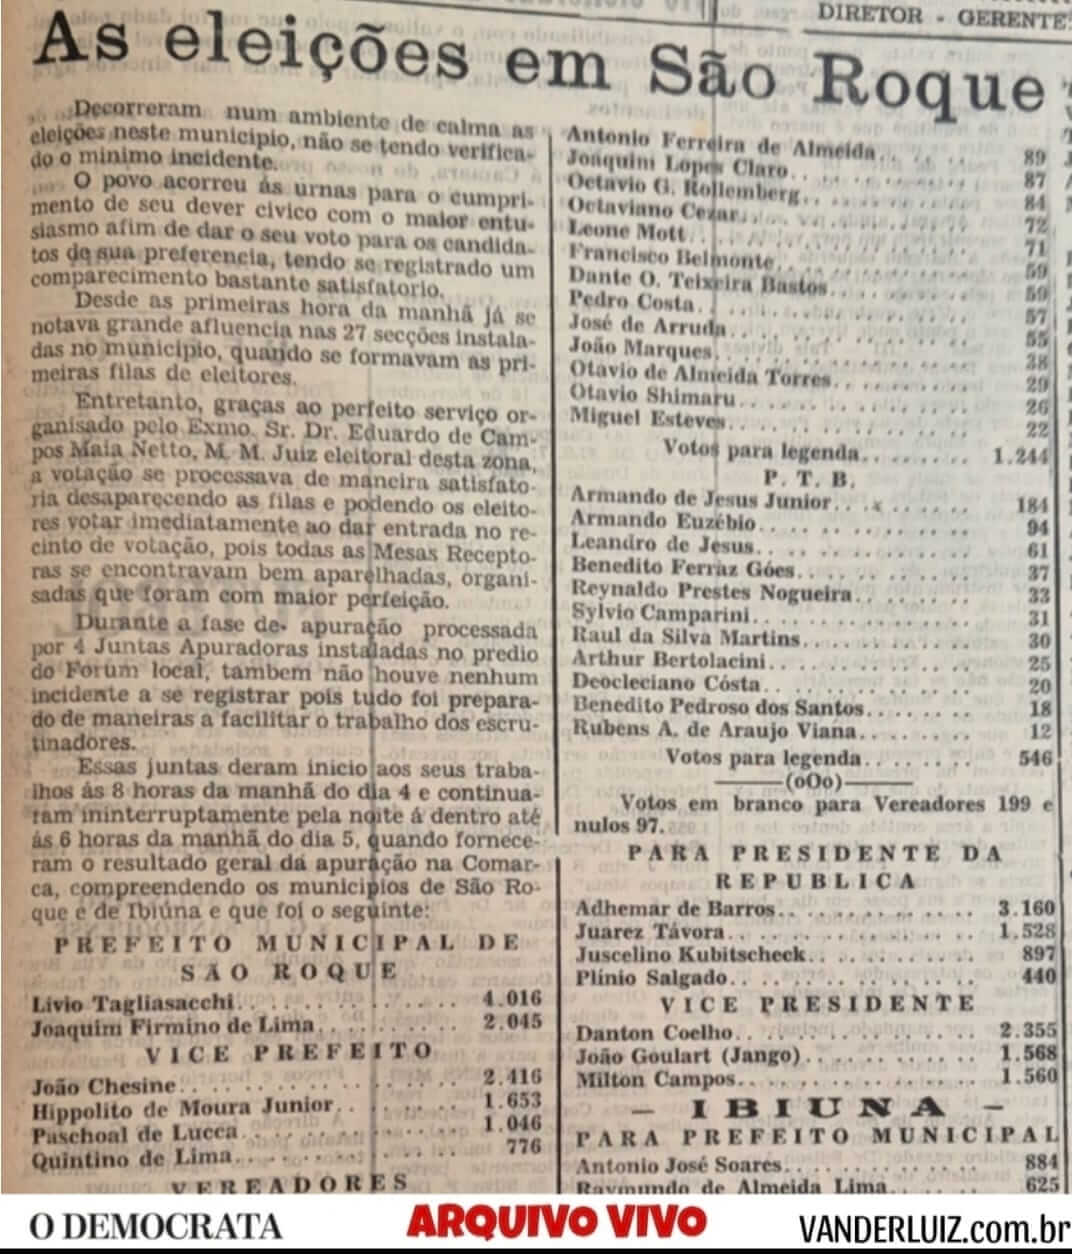 DIRETOR - GERENTE:
As eleições em São Roque
Decorreram num ambiente de calma as
eleições neste municipio, não se tendo verifica-
do o minimo incidente.
O povo acorreu ás urnas para o cumpri-
mento de seu dever civico com o maior entu-
siasmo afim de dar o seu voto para os candida-
tos de sua preferencia, tendo se registrado um
comparecimento bastante satisfatorio.
Desde as primeiras hora da manhã já se
notava grande afluencia nas 27 secções instala-
das no municipio, quando se formavam as pri-
meiras filas de eleitores.
Entretanto, graças ao perfeito serviço or-
ganisado pelo Exmo. Sr. Dr. Eduardo de Cam-
pos Maia Netto, M. M. Juiz eleitoral desta zona,
a votação se processava de maneira satisfato-
ria desaparecendo as filas e podendo os eleito-
res votar imediatamente ao dar entrada no re-
cinto de votação, pois todas as Mesas Recepto-
ras se encontravam bem aparelhadas, organi-
sadas que foram com maior perfeição.
Durante a fase de apuração processada
por 4 Juntas Apuradoras instaladas no predio
do Forum local, tambem não houve nenhum
incidente a se registrar pois tudo foi prepara-
do de maneiras a facilitar o trabalho dos escru-
tinadores.
Essas juntas deram inicio aos seus traba-
lhos ás 8 horas da manhã do dia 4 e continua-
ram ininterruptamente pela noite á dentro até
ás 6 horas da manhã do dia 5, quando fornece-
ram o resultado geral da apuração na Comar-
ca, compreendendo os municipios de São Ro-
que e de Ibiúna e que foi o seguinte:
PREFEITO MUNICIPAL DE
SÃO ROQUE
Livio Tagliasacchi 4.016
Joaquim Firmino de Lima 2.045
VICE PREFEITO
João Chesine 2.416
Hippolito de Moura Junior 1.653
Paschoal de Lucca 1.046
Quintino de Lima 776
VEREADORES
Antonio Ferreira de Almeida 89
Joaquim Lopes Claro 87
Octavio G. Rollemberg 84
Octaviano Cezar 72
Leone Mott 71
Francisco Belmonte 59
Dante O. Teixeira Bastos 59
Pedro Costa 57
José de Arruda 55
João Marques 38
Otavio de Almeida Torres 29
Otavio Shimaru 26
Miguel Esteves 22
Votos para legenda 1.244
P. T. B.
Armando de Jesus Junior 184
Armando Euzébio 94
Leandro de Jesus 61
Benedito Ferraz Góes 37
Reynaldo Prestes Nogueira 33
Sylvio Camparini 31
Raul da Silva Martins 30
Arthur Bertolacini 25
Deocleciano Cósta 20
Benedito Pedroso dos Santos 18
Rubens A. de Araujo Viana 12
Votos para legenda 546
(oOo)
Votos em branco para Vereadores 199 e
nulos 97.
PARA PRESIDENTE DA
REPUBLICA
Adhemar de Barros 3.160
Juarez Távora 1.528
Juscelino Kubitscheck 897
Plínio Salgado 440
VICE PRESIDENTE
Danton Coelho 2.355
João Goulart (Jango) 1.568
Milton Campos 1.560
- IBIUNA -
PARA PREFEITO MUNICIPAL
Antonio José Soares 884
Raymundo de Almeida Lima 625
O DEMOCRATA
ARQUIVO VIVO
VANDERLUIZ.com.br